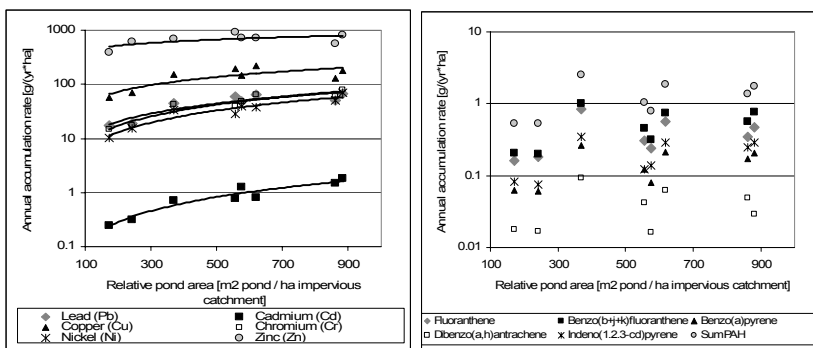 Annual accumulation rate [g/(yr*ha]
1000
100
10
1
0.1
100
300
500
700
900
Relative pond area [m2 pond / ha impervious
catchment]
Lead (Pb)
Cadmium (Cd)
Copper (Cu)
Chromium (Cr)
Nickel (Ni)
Zinc (Zn)
Annual accumulation rate [g/(yr*ha]
10
1
0.1
0.01
100
300
500
700
900
Relative pond area [m2 pond / ha impervious
catchment]
Fluoranthene
Benzo(b+j+k)fluoranthene
Benzo(a)pyrene
Dibenzo(a,h)antrachene
Indeno(1.2.3-cd)pyrene
SumPAH